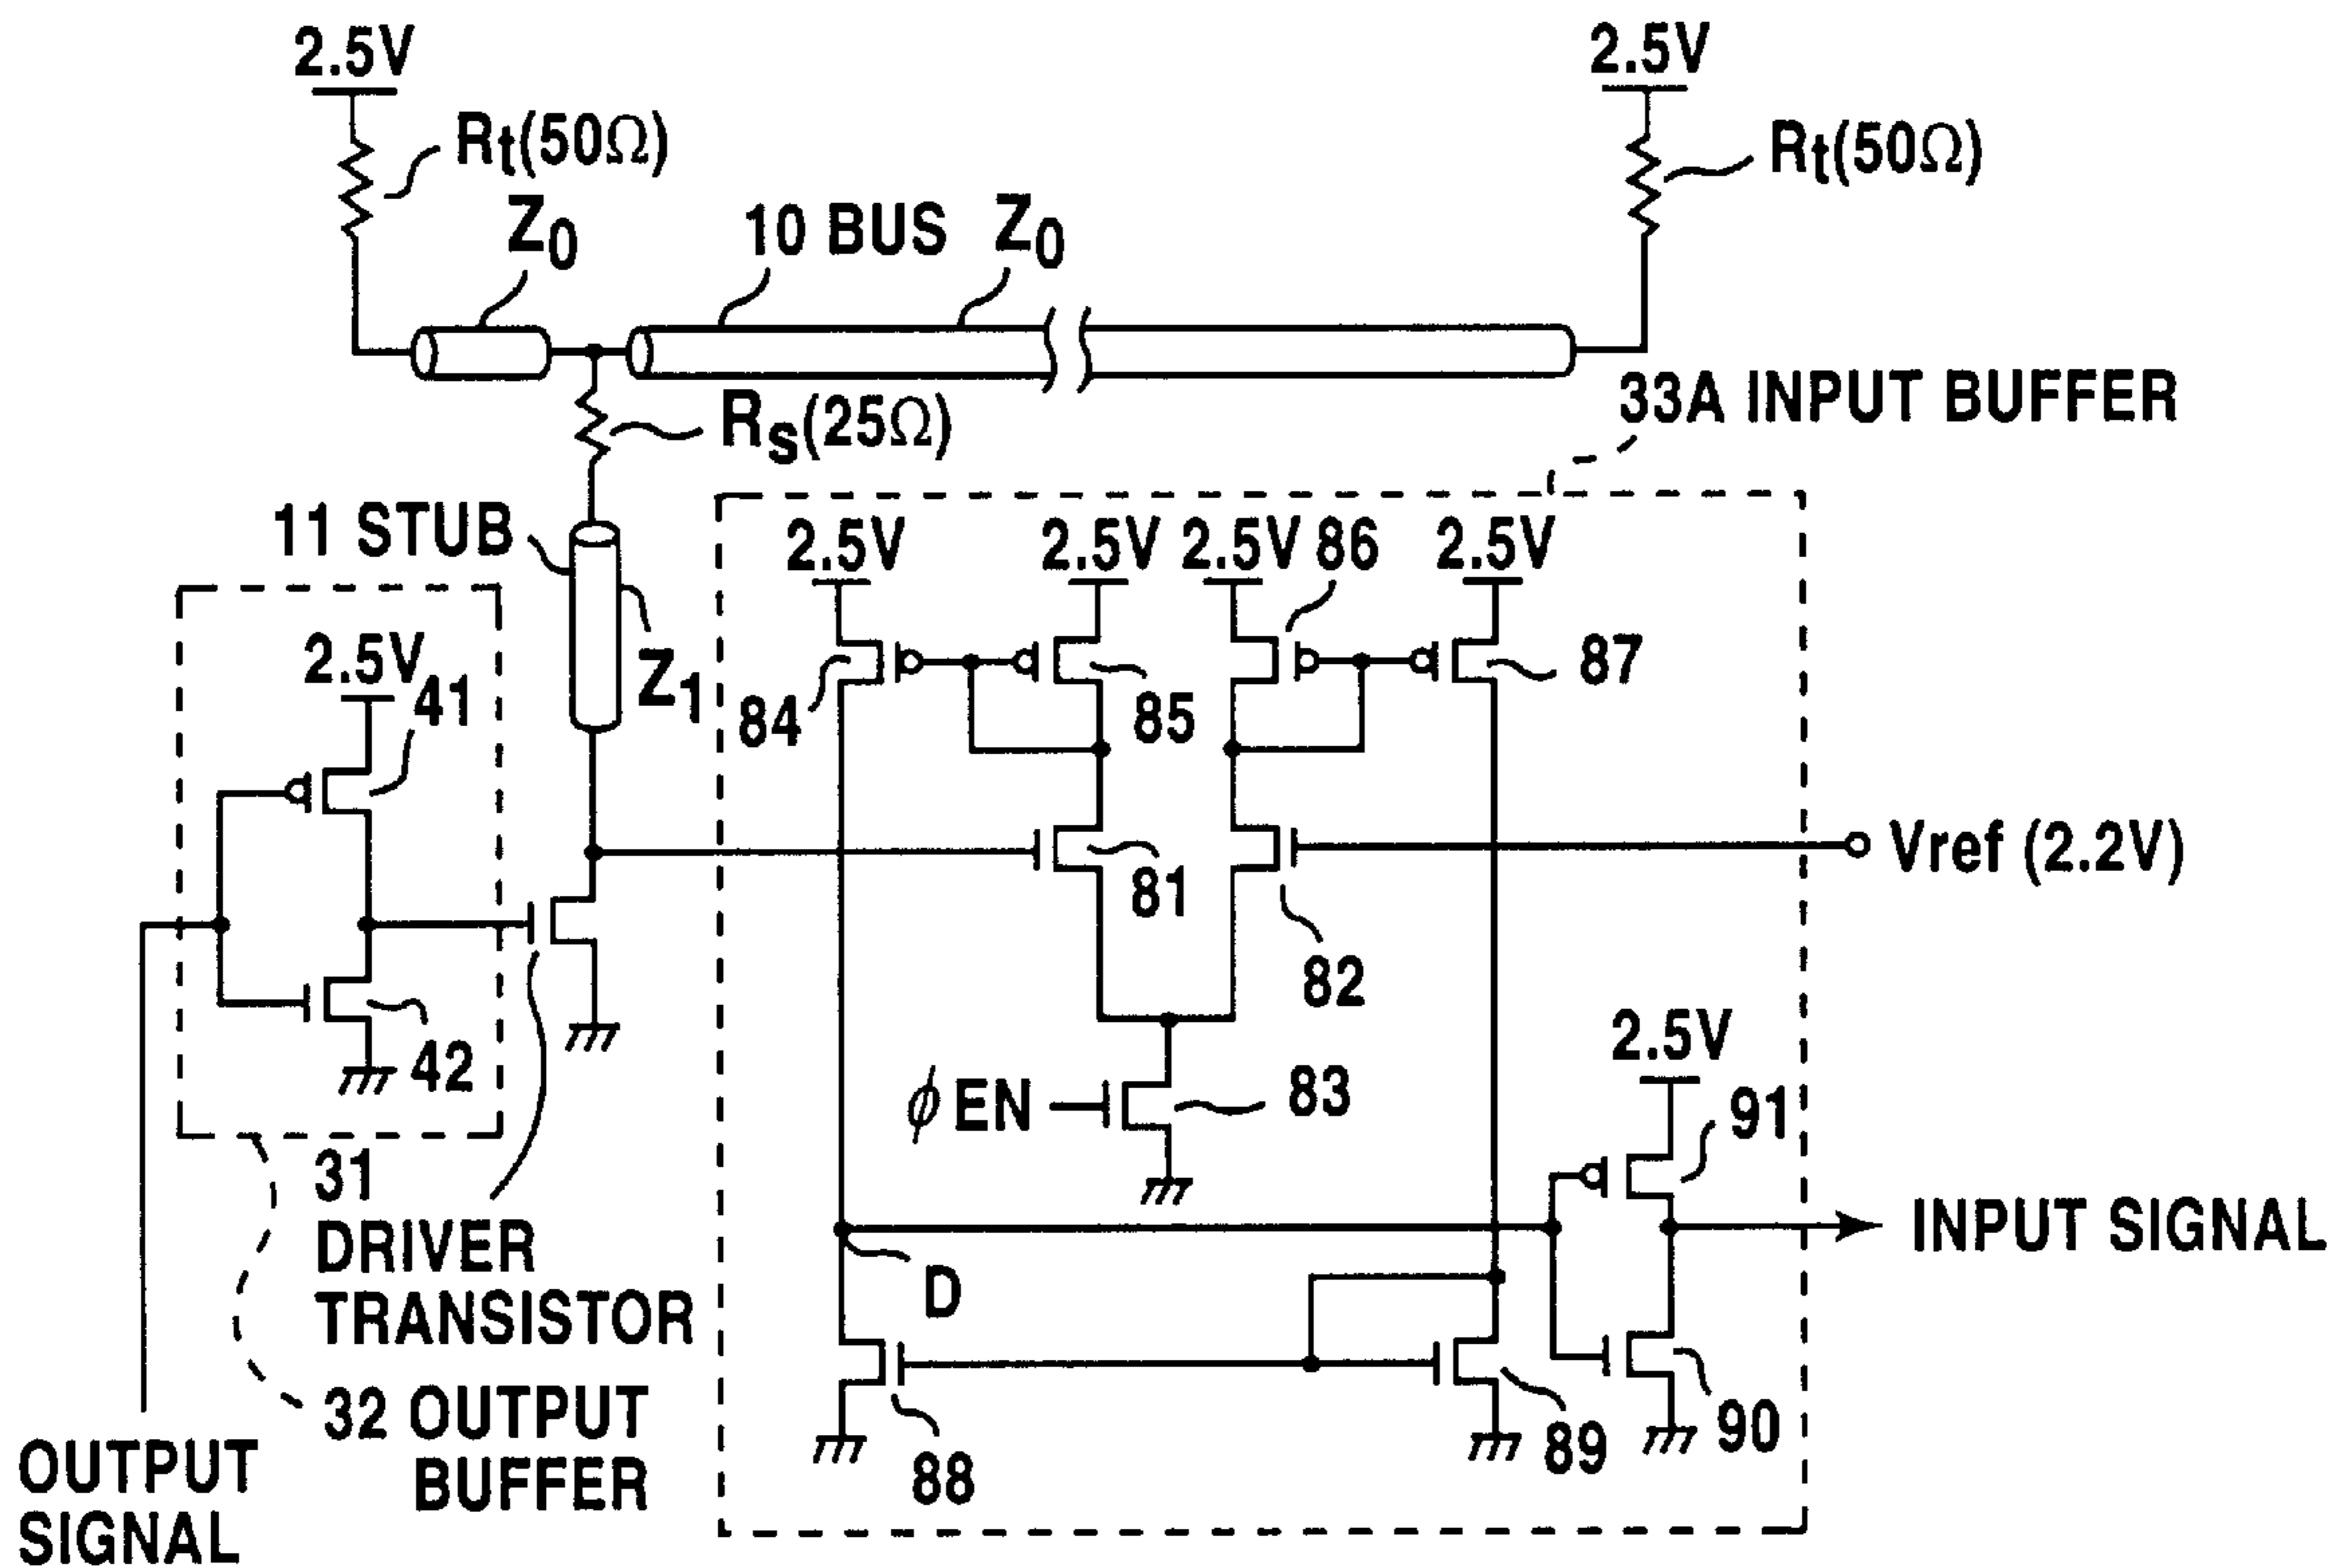 2.5V
2.5V
Rt(50Ω)
Rt(50Ω)
Z0
10 BUS
Z0
33A INPUT BUFFER
Rs(25Ω)
11 STUB
2.5V
2.5V
2.5V
86
2.5V
2.5V
41
Z1
84
85
87
81
Vref (2.2V)
82
42
φ EN
83
2.5V
91
31
DRIVER
TRANSISTOR
INPUT SIGNAL
D
32 OUTPUT
BUFFER
88
89
90
OUTPUT
SIGNAL